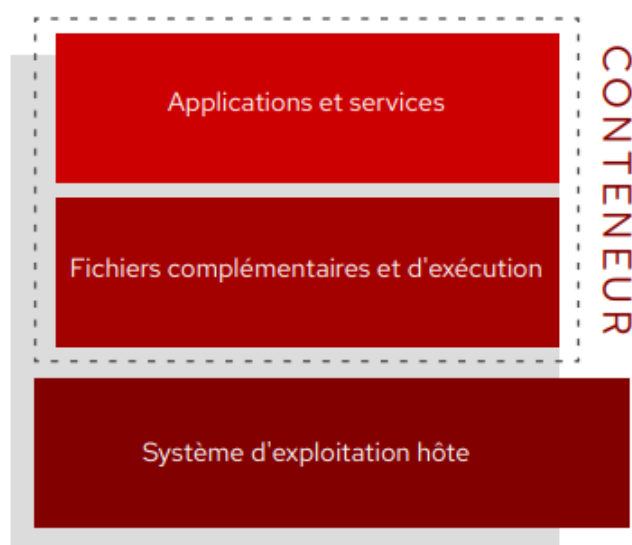 Applications et services
CONTENEUR
Fichiers complémentaires et d'exécution
Système d'exploitation hôte